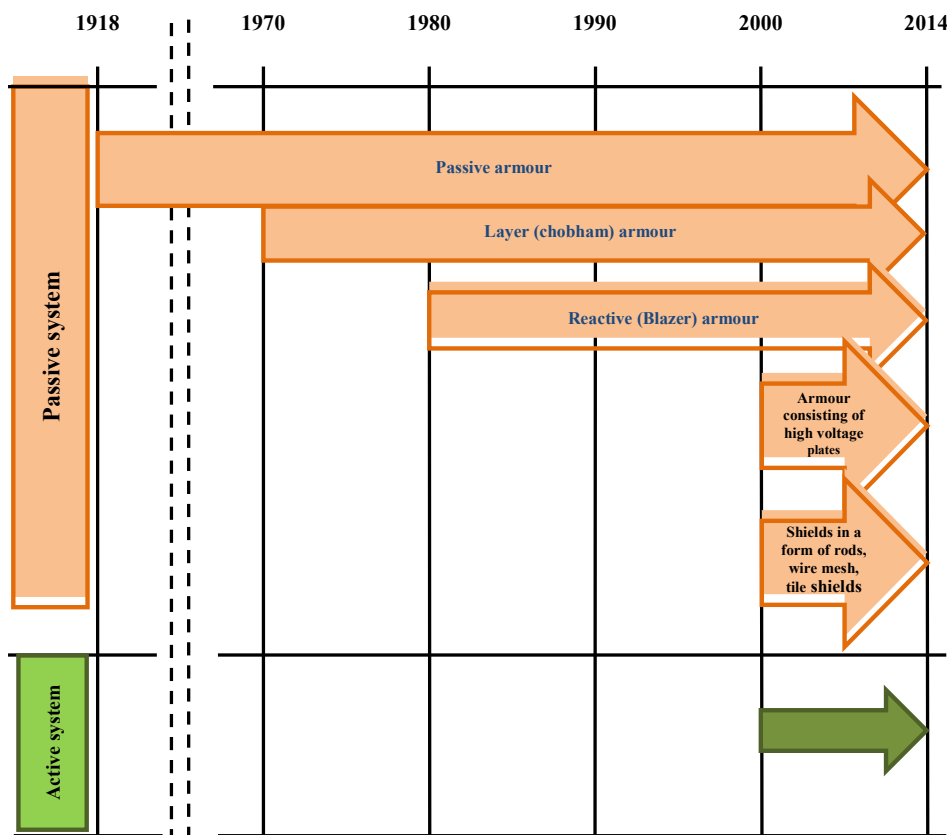 1918 1970 1980 1990 2000 2014
Passive system
Passive armour
Layer (chobham) armour
Reactive (Blazer) armour
Armour
consisting of
high voltage
plates
Shields in a
form of rods,
wire mesh,
tile shields
Active system